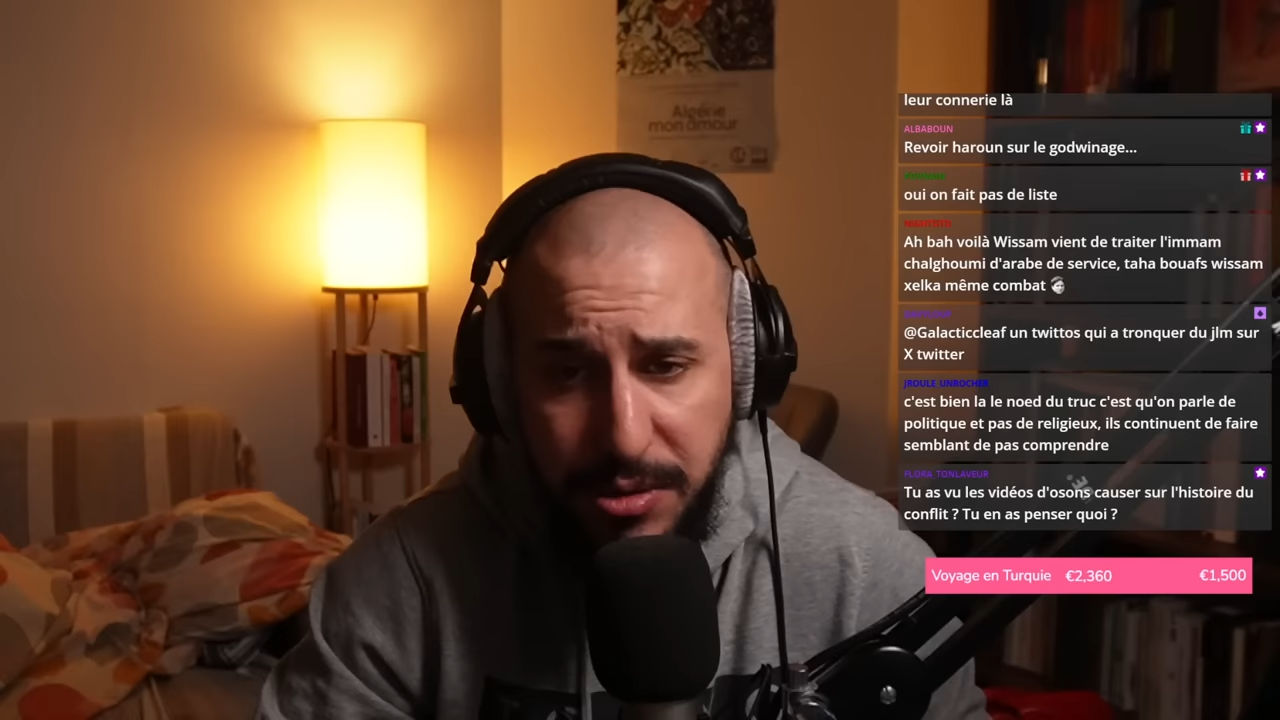 Algérie
mon amour
leur connerie là
ALBABOUN
Revoir haroun sur le godwinage...
oui on fait pas de liste
Ah bah voilà Wissam vient de traiter l'immam
chalghoumi d'arabe de service, taha bouafs wissam
xelka même combat
@Galacticcleaf un twittos qui a tronquer du jlm sur
X twitter
JROULE_UNROCHER
c'est bien la le noed du truc c'est qu'on parle de
politique et pas de religieux, ils continuent de faire
semblant de pas comprendre
FLORA_TONLAVEUR
Tu as vu les vidéos d'osons causer sur l'histoire du
conflit ? Tu en as penser quoi ?
Voyage en Turquie €2,360 €1,500